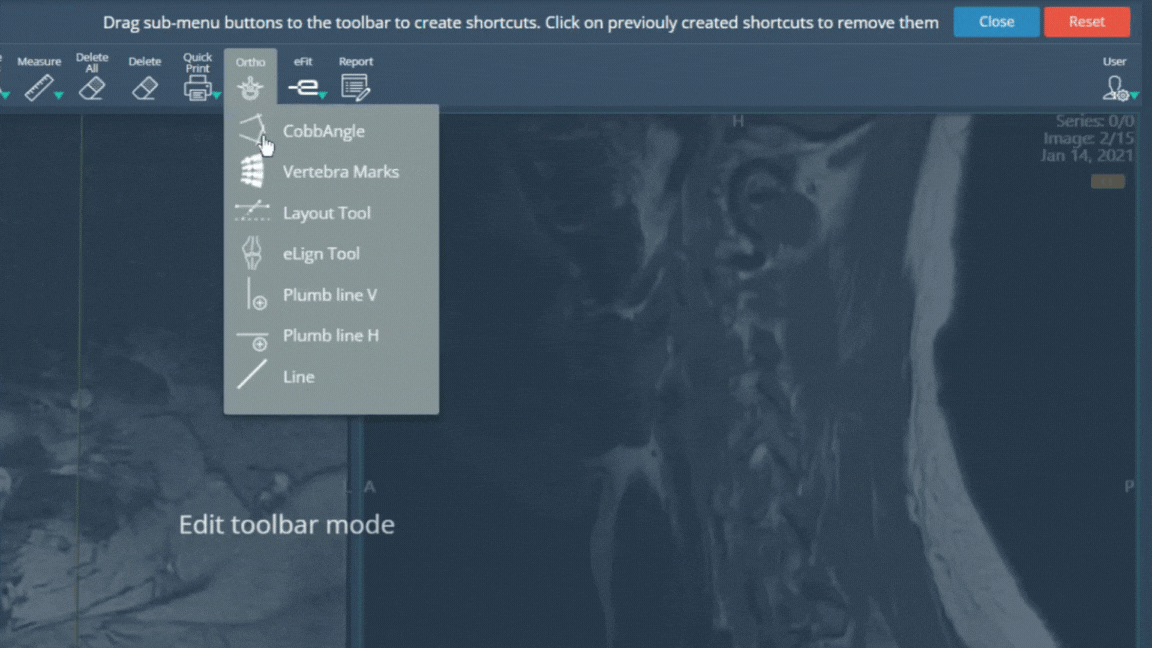 Drag sub-menu buttons to the toolbar to create shortcuts. Click on previouly created shortcuts to remove them
Close
Reset
Measure
Delete
All
Delete
Quick
Print
Ortho
eFit
Report
User
CobbAngle
Vertebra Marks
Layout Tool
eLign Tool
Plumb line V
Plumb line H
Line
H
Series: 0/0
Image: 2/15
Jan 14, 2021
A
P
Edit toolbar mode